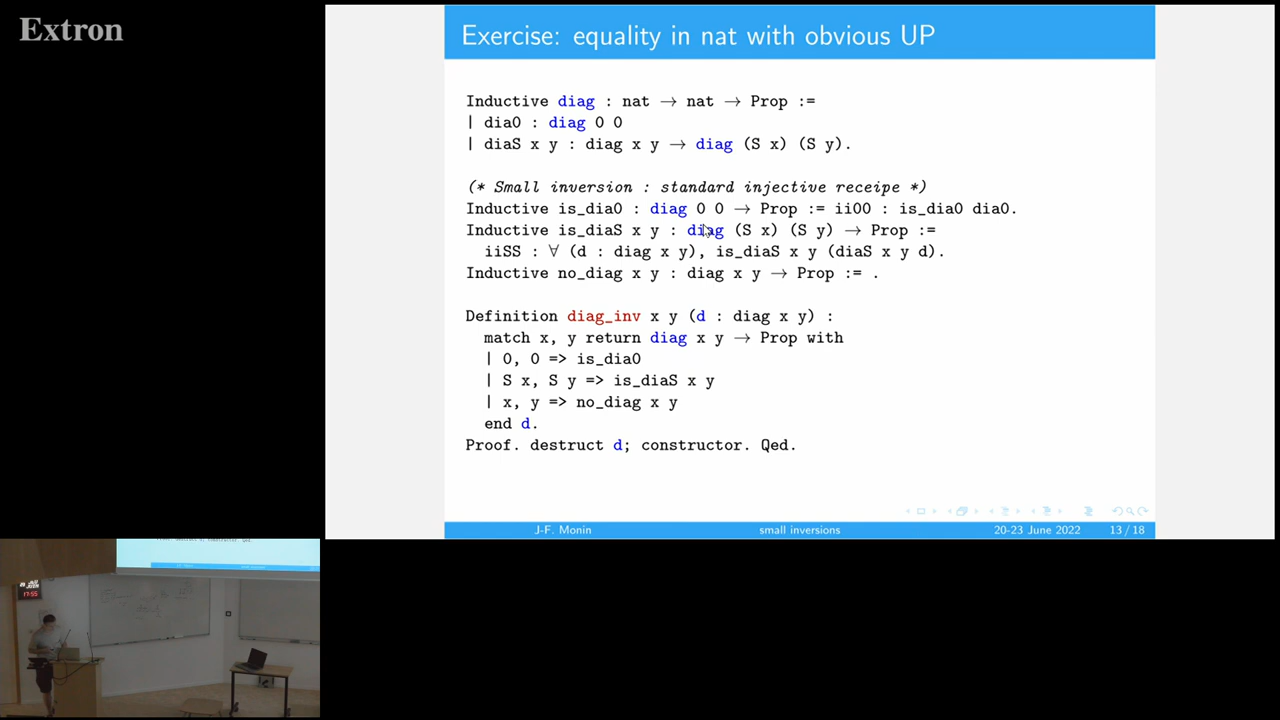 Extron
Exercise: equality in nat with obvious UP
Inductive diag : nat → nat → Prop :=
| dia0 : diag 0 0
| diaS x y : diag x y → diag (S x) (S y).
(* Small inversion : standard injective receipe *)
Inductive is_dia0 : diag 0 0 → Prop := ii00 : is_dia0 dia0.
Inductive is_diaS x y : diag (S x) (S y) → Prop :=
iiSS : ∀ (d : diag x y), is_diaS x y (diaS x y d).
Inductive no_diag x y : diag x y → Prop := .
Definition diag_inv x y (d : diag x y) :
match x, y return diag x y → Prop with
| 0, 0 => is_dia0
| S x, S y => is_diaS x y
| x, y => no_diag x y
end d.
Proof. destruct d; constructor. Qed.
J-F. Monin small inversions 20-23 June 2022 13 / 18
17:55